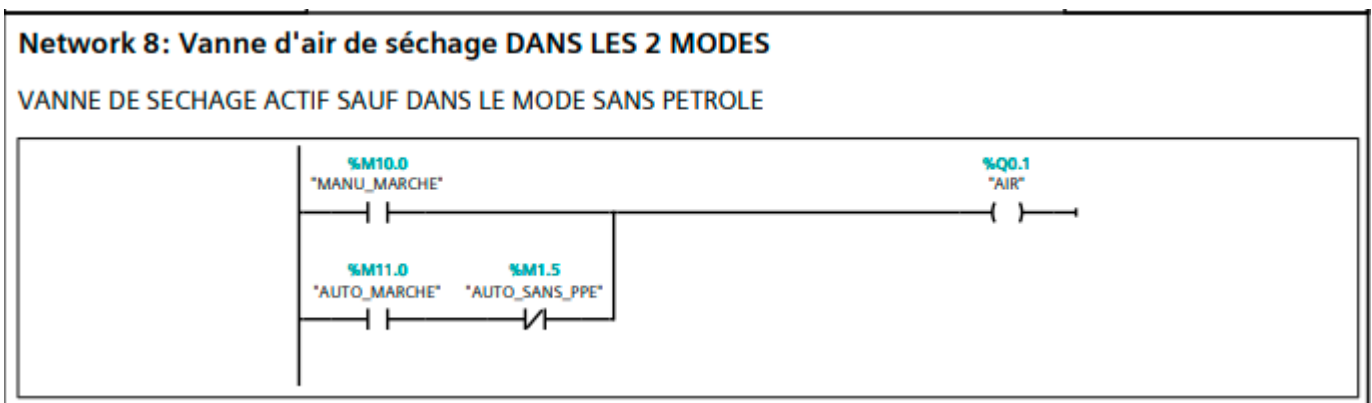 Network 8: Vanne d'air de séchage DANS LES 2 MODES
VANNE DE SECHAGE ACTIF SAUF DANS LE MODE SANS PETROLE
%M10.0
"MANU_MARCHE"
%Q0.1
"AIR"
%M11.0
"AUTO_MARCHE"
%M1.5
"AUTO_SANS_PPE"